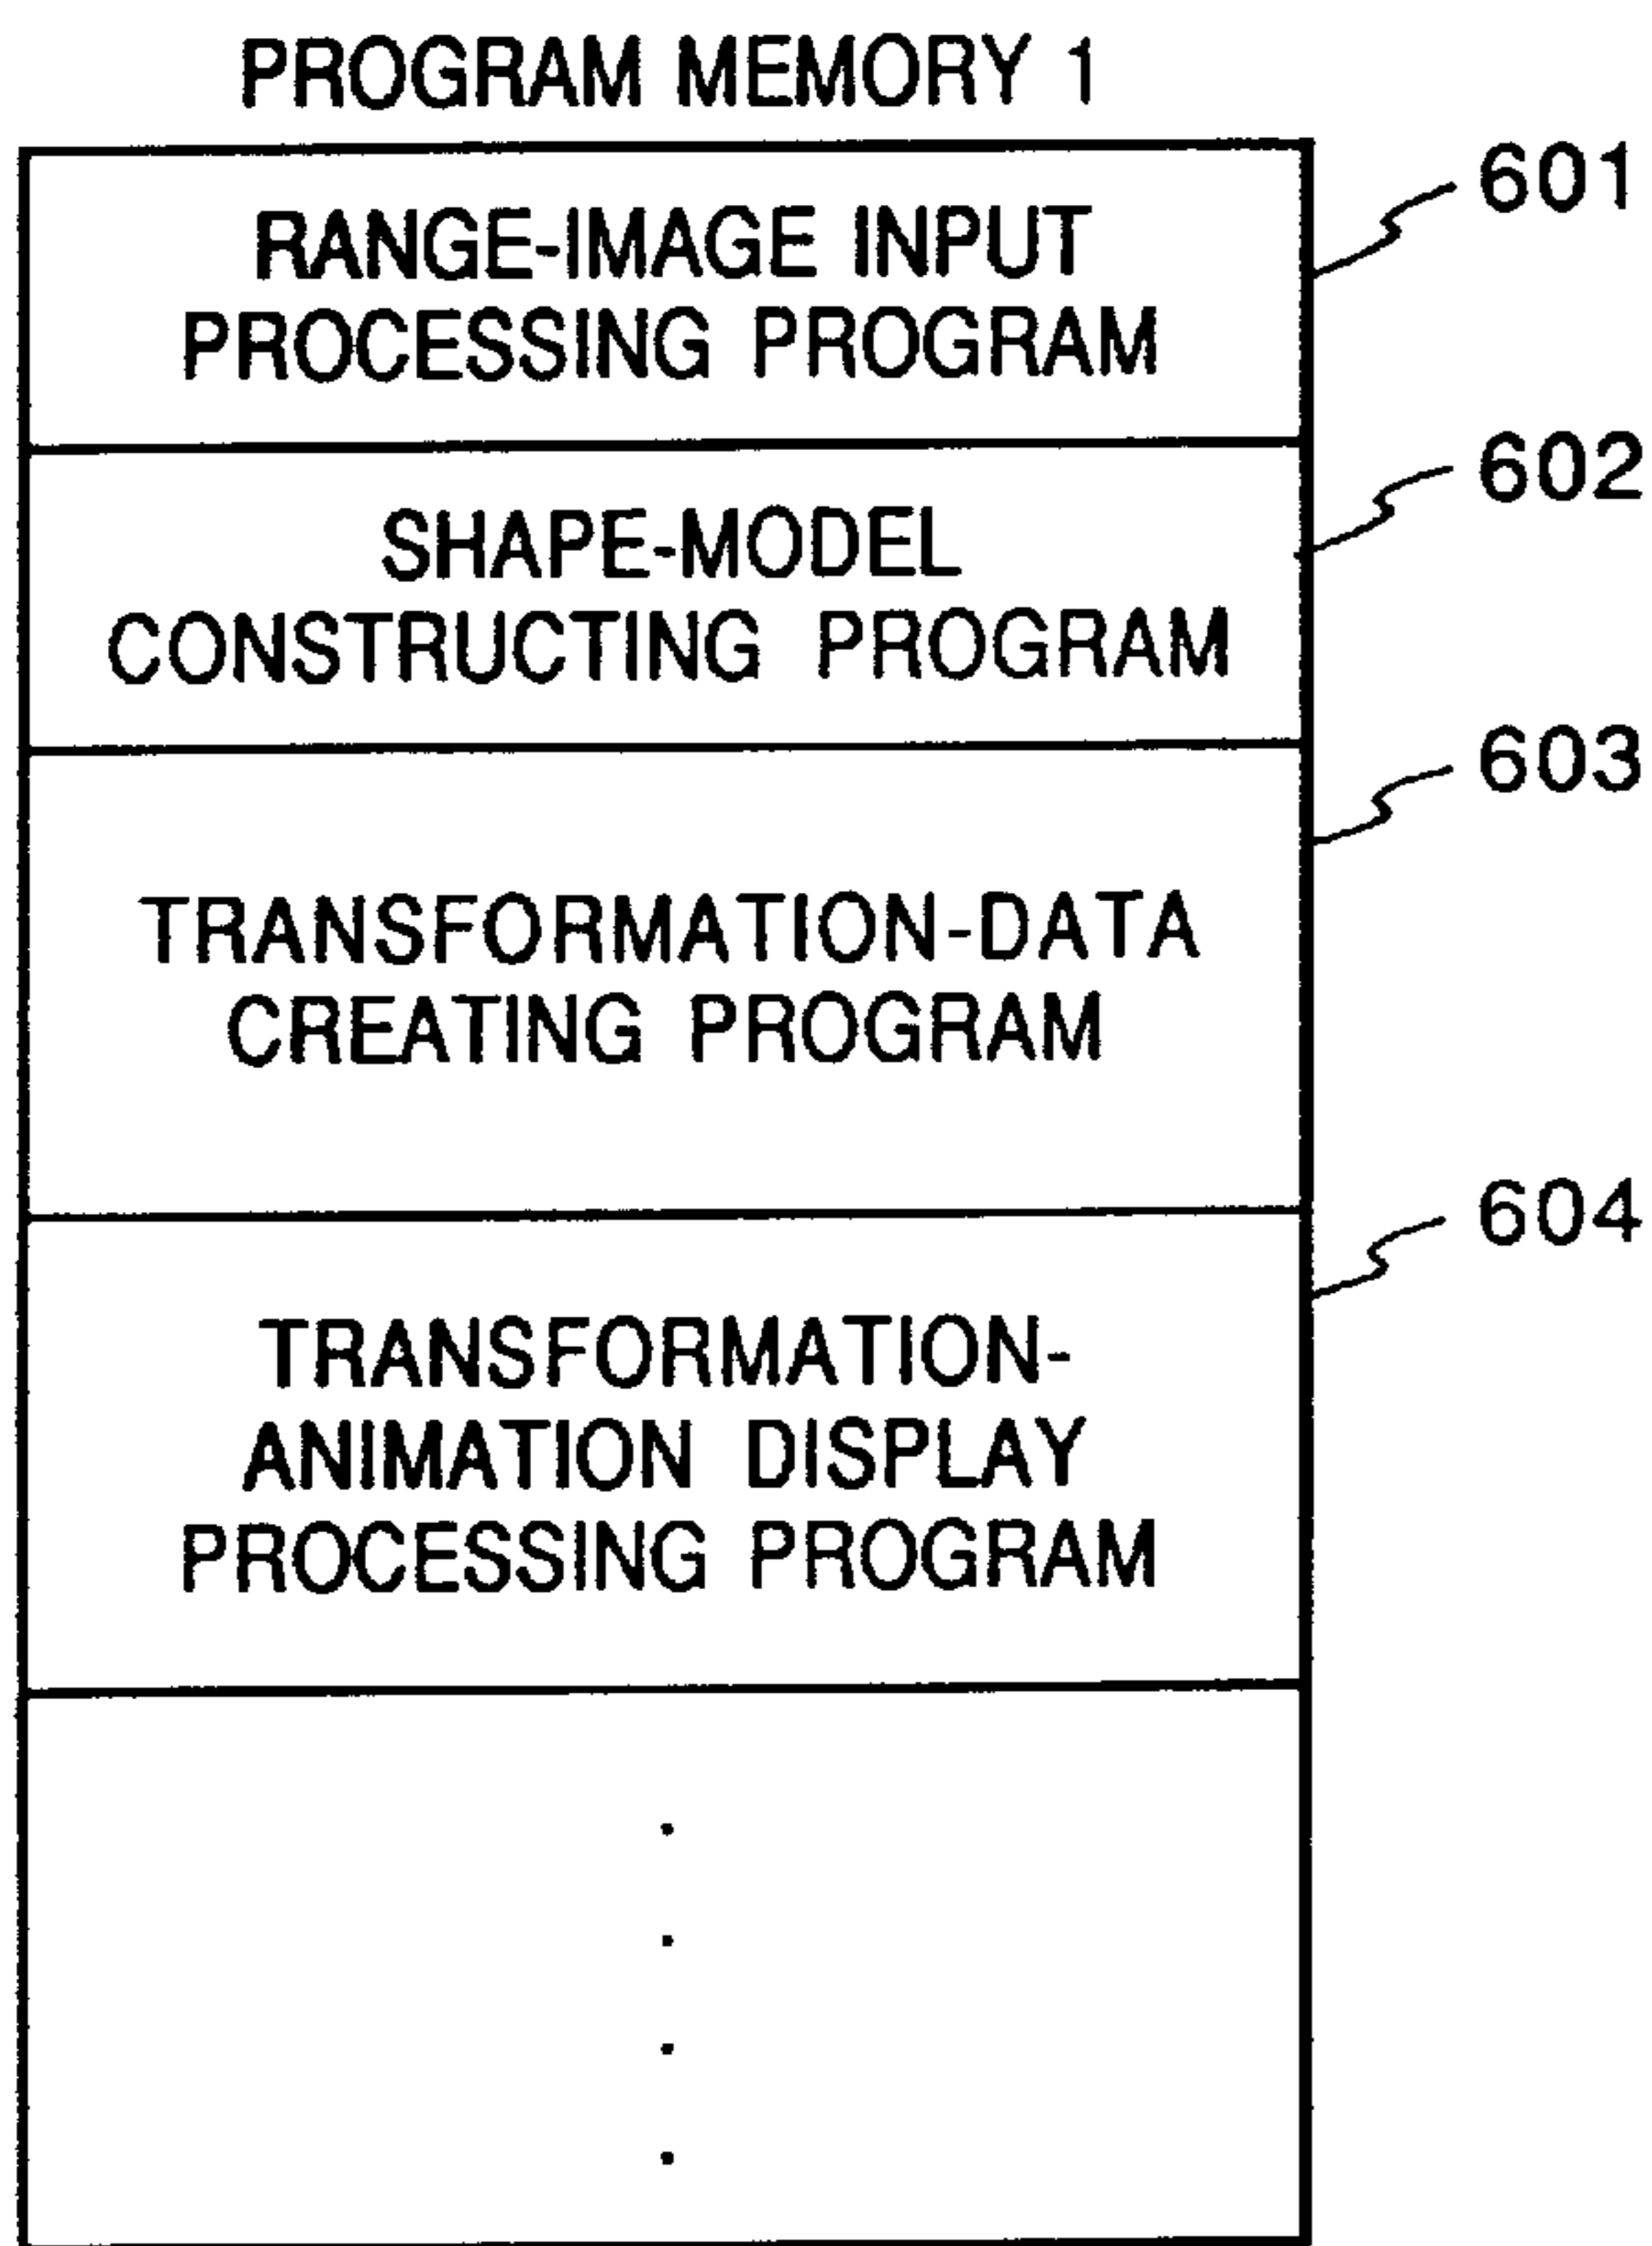 PROGRAM MEMORY 1
601
RANGE-IMAGE INPUT
PROCESSING PROGRAM
602
SHAPE-MODEL
CONSTRUCTING PROGRAM
603
TRANSFORMATION-DATA
CREATING PROGRAM
604
TRANSFORMATION-
ANIMATION DISPLAY
PROCESSING PROGRAM